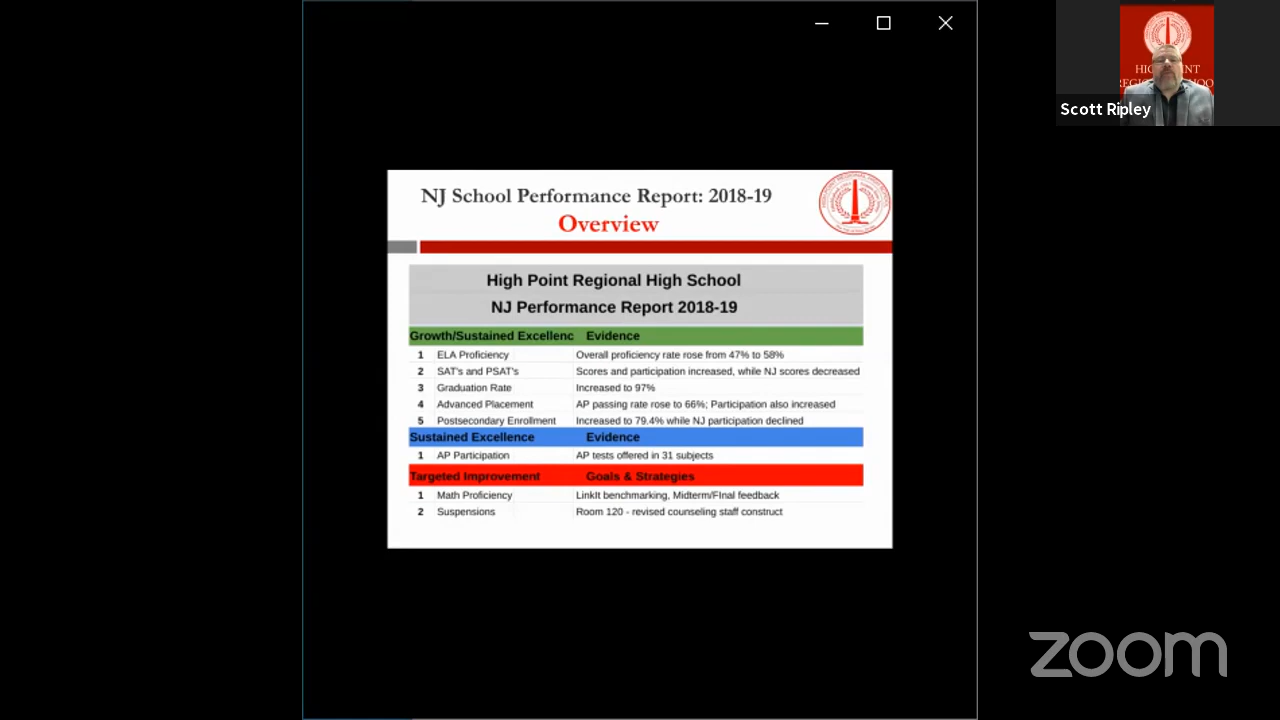 NJ School Performance Report: 2018-19
Overview
High Point Regional High School
NJ Performance Report 2018-19
Growth/Sustained Excellenc Evidence
1 ELA Proficiency Overall proficiency rate rose from 47% to 58%
2 SAT's and PSAT's Scores and participation increased, while NJ scores decreased
3 Graduation Rate Increased to 97%
4 Advanced Placement AP passing rate rose to 66%; Participation also increased
5 Postsecondary Enrollment Increased to 79.4% while NJ participation declined
Sustained Excellence Evidence
1 AP Participation AP tests offered in 31 subjects
Targeted Improvement Goals & Strategies
1 Math Proficiency LinkIt benchmarking, Midterm/FInal feedback
2 Suspensions Room 120 - revised counseling staff construct
Scott Ripley
zoom